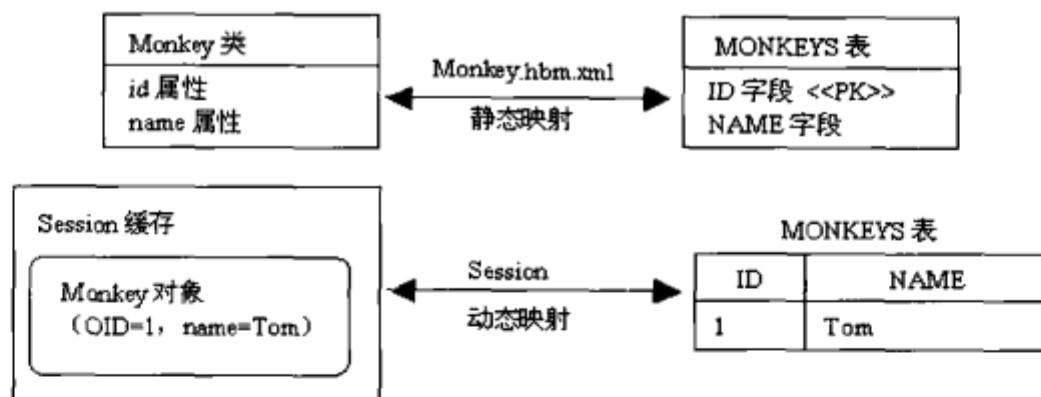 Monkey 类
id 属性
name 属性
Monkey.hbm.xml
静态映射
MONKEYS 表
ID 字段 <<PK>>
NAME 字段
Session 缓存
Monkey 对象
（OID=1，name=Tom）
Session
动态映射
MONKEYS 表
ID NAME
1 Tom